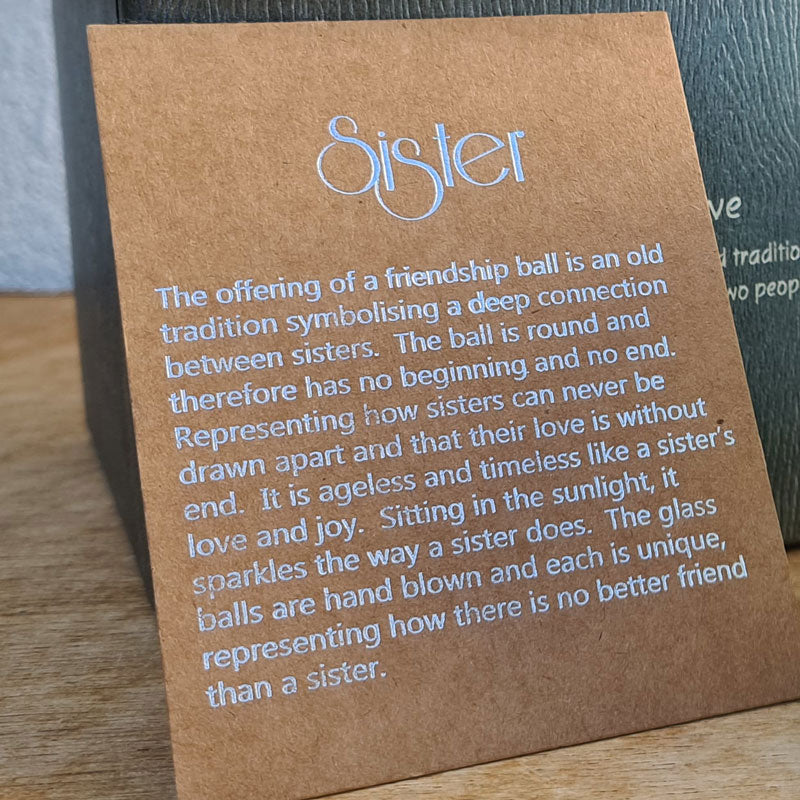 Sister
The offering of a friendship ball is an old
tradition symbolising a deep connection
between sisters.  The ball is round and
therefore has no beginning and no end.
Representing how sisters can never be
drawn apart and that their love is without
end.  It is ageless and timeless like a sister's
love and joy.  Sitting in the sunlight, it
sparkles the way a sister does.  The glass
balls are hand blown and each is unique,
representing how there is no better friend
than a sister.